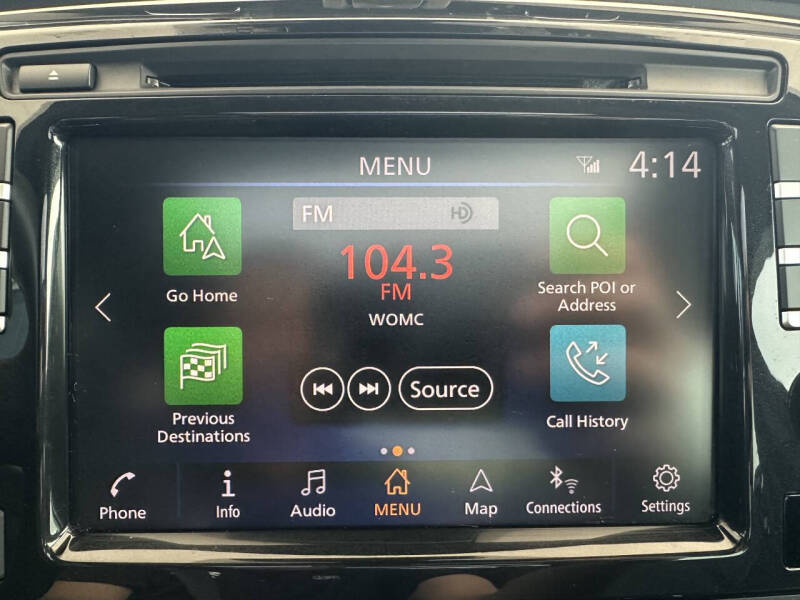 MENU
4:14
FM HD
104.3
FM
WOMC
Go Home
Search POI or
Address
Source
Previous
Destinations
Call History
Phone
Info
Audio
MENU
Map
Connections
Settings